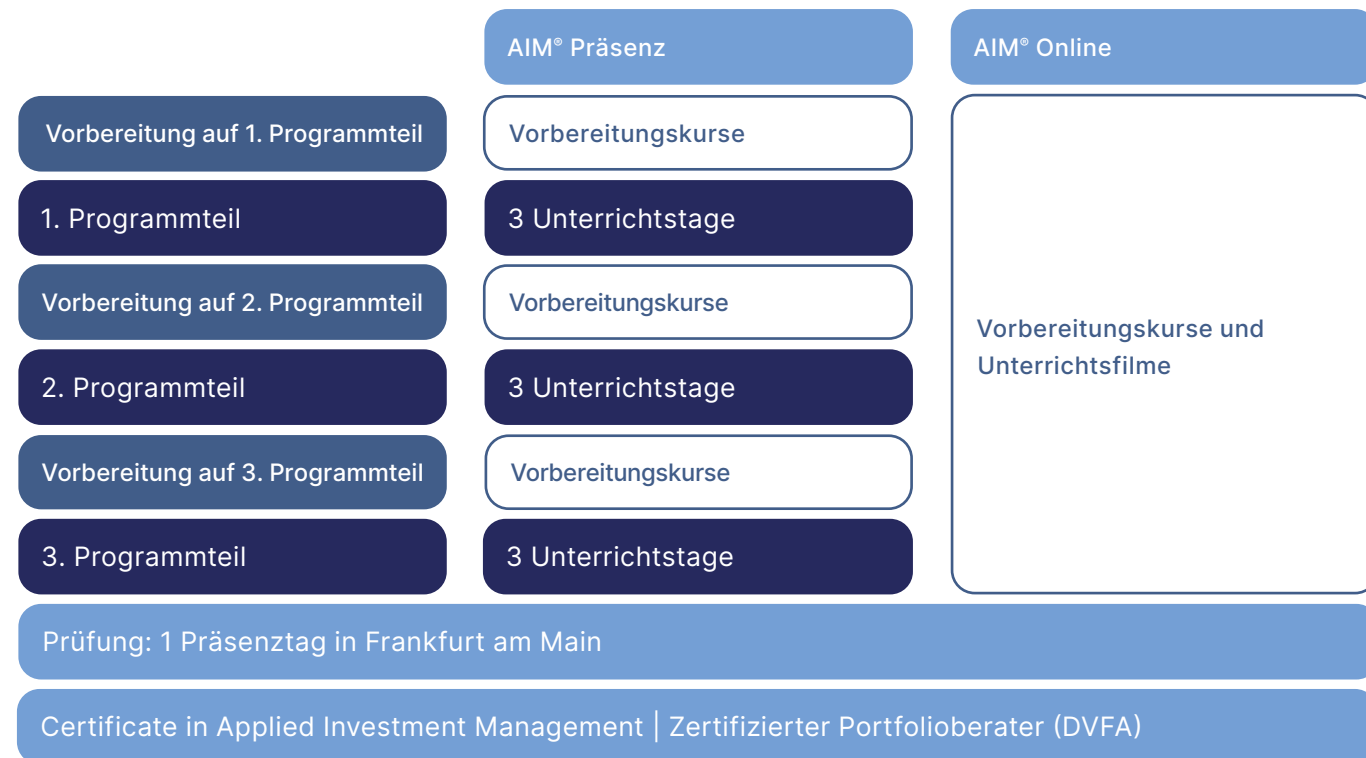 AIM® Präsenz
AIM® Online
Vorbereitung auf 1. Programmteil
Vorbereitungskurse
1. Programmteil
3 Unterrichtstage
Vorbereitung auf 2. Programmteil
Vorbereitungskurse
Vorbereitungskurse und
Unterrichtsfilme
2. Programmteil
3 Unterrichtstage
Vorbereitung auf 3. Programmteil
Vorbereitungskurse
3. Programmteil
3 Unterrichtstage
Prüfung: 1 Präsenztag in Frankfurt am Main
Certificate in Applied Investment Management | Zertifizierter Portfolioberater (DVFA)